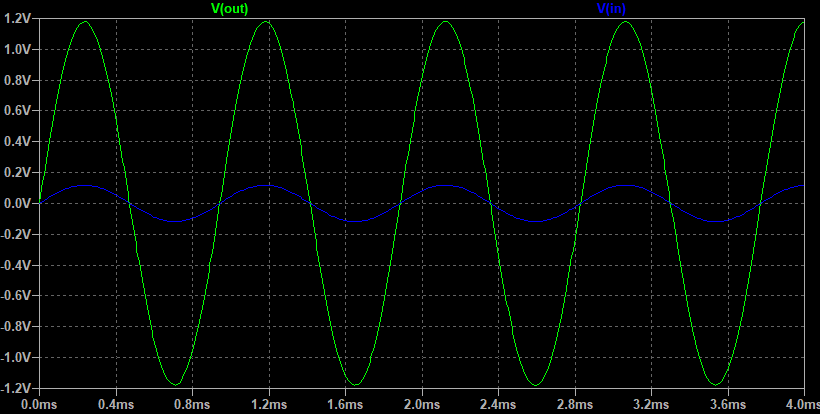 V(out) V(in)
1.2V
1.0V
0.8V
0.6V
0.4V
0.2V
0.0V
-0.2V
-0.4V
-0.6V
-0.8V
-1.0V
-1.2V
0.0ms 0.4ms 0.8ms 1.2ms 1.6ms 2.0ms 2.4ms 2.8ms 3.2ms 3.6ms 4.0ms